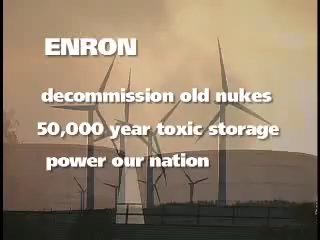 ENRON
decommission old nukes
50,000 year toxic storage
power our nation